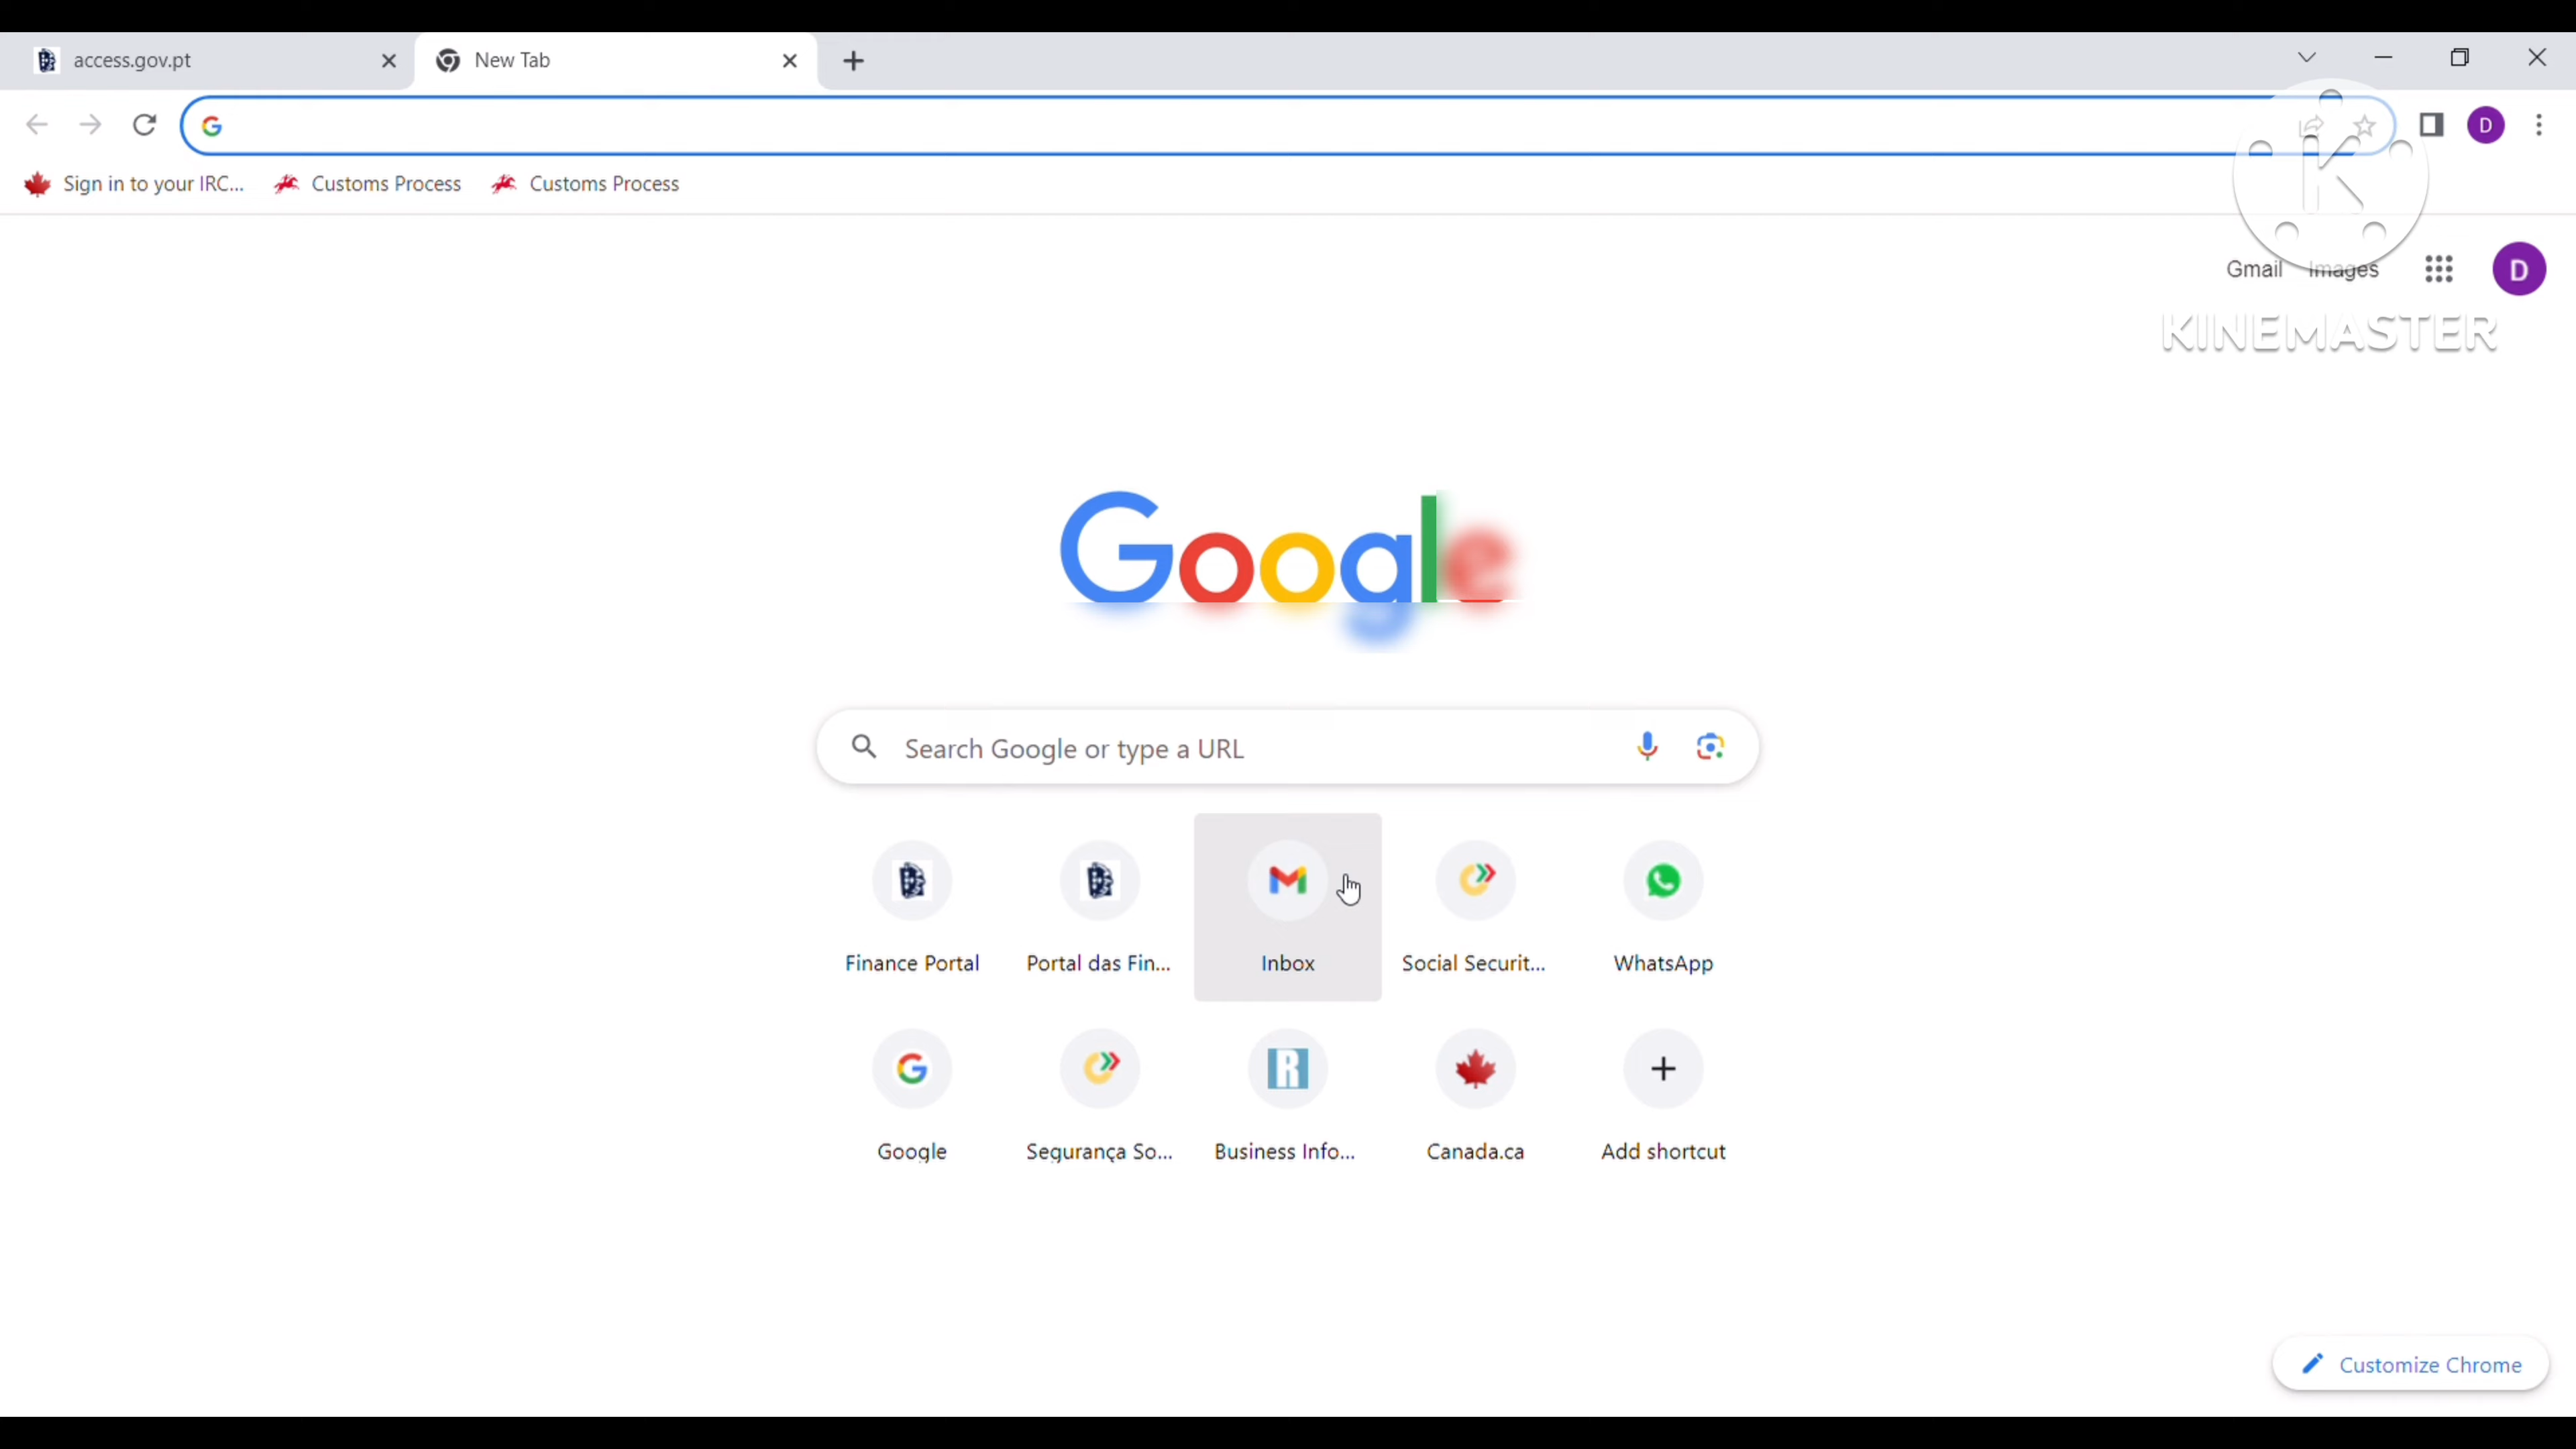 access.gov.pt
New Tab
Sign in to your IRC...
Customs Process
Customs Process
Gmail
Images
D
D
K
KINEMASTER
Google
Search Google or type a URL
Finance Portal
Portal das Fin...
Inbox
Social Securit...
WhatsApp
Google
Segurança So...
Business Info...
Canada.ca
Add shortcut
Customize Chrome